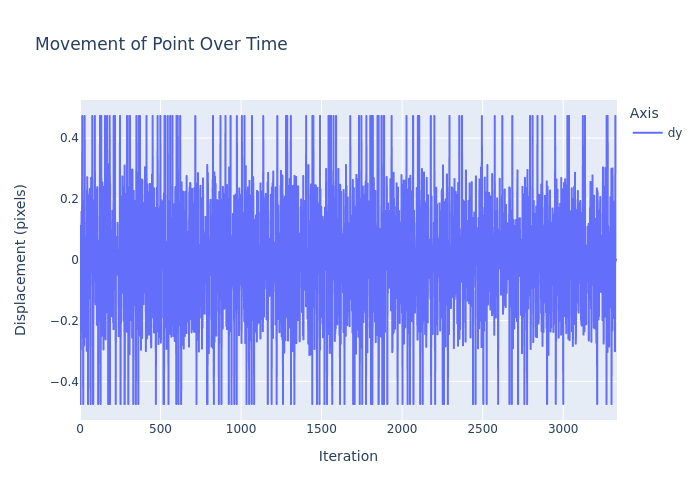 Movement of Point Over Time
Axis
dy
Displacement (pixels)
0.4
0.2
0
−0.2
−0.4
0 500 1000 1500 2000 2500 3000
Iteration